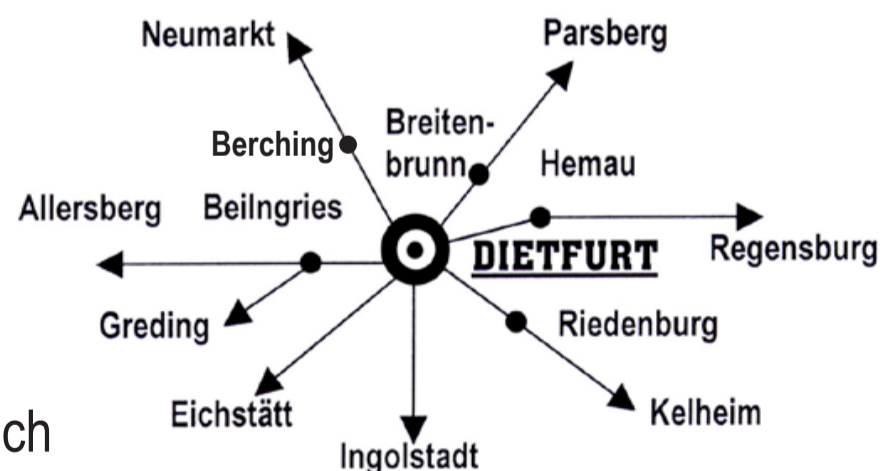 Neumarkt
Parsberg
Breiten-
brunn
Berching
Hemau
Allersberg
Beilngries
DIETFURT
Regensburg
Greding
Riedenburg
Eichstätt
Kelheim
ch
Ingolstadt